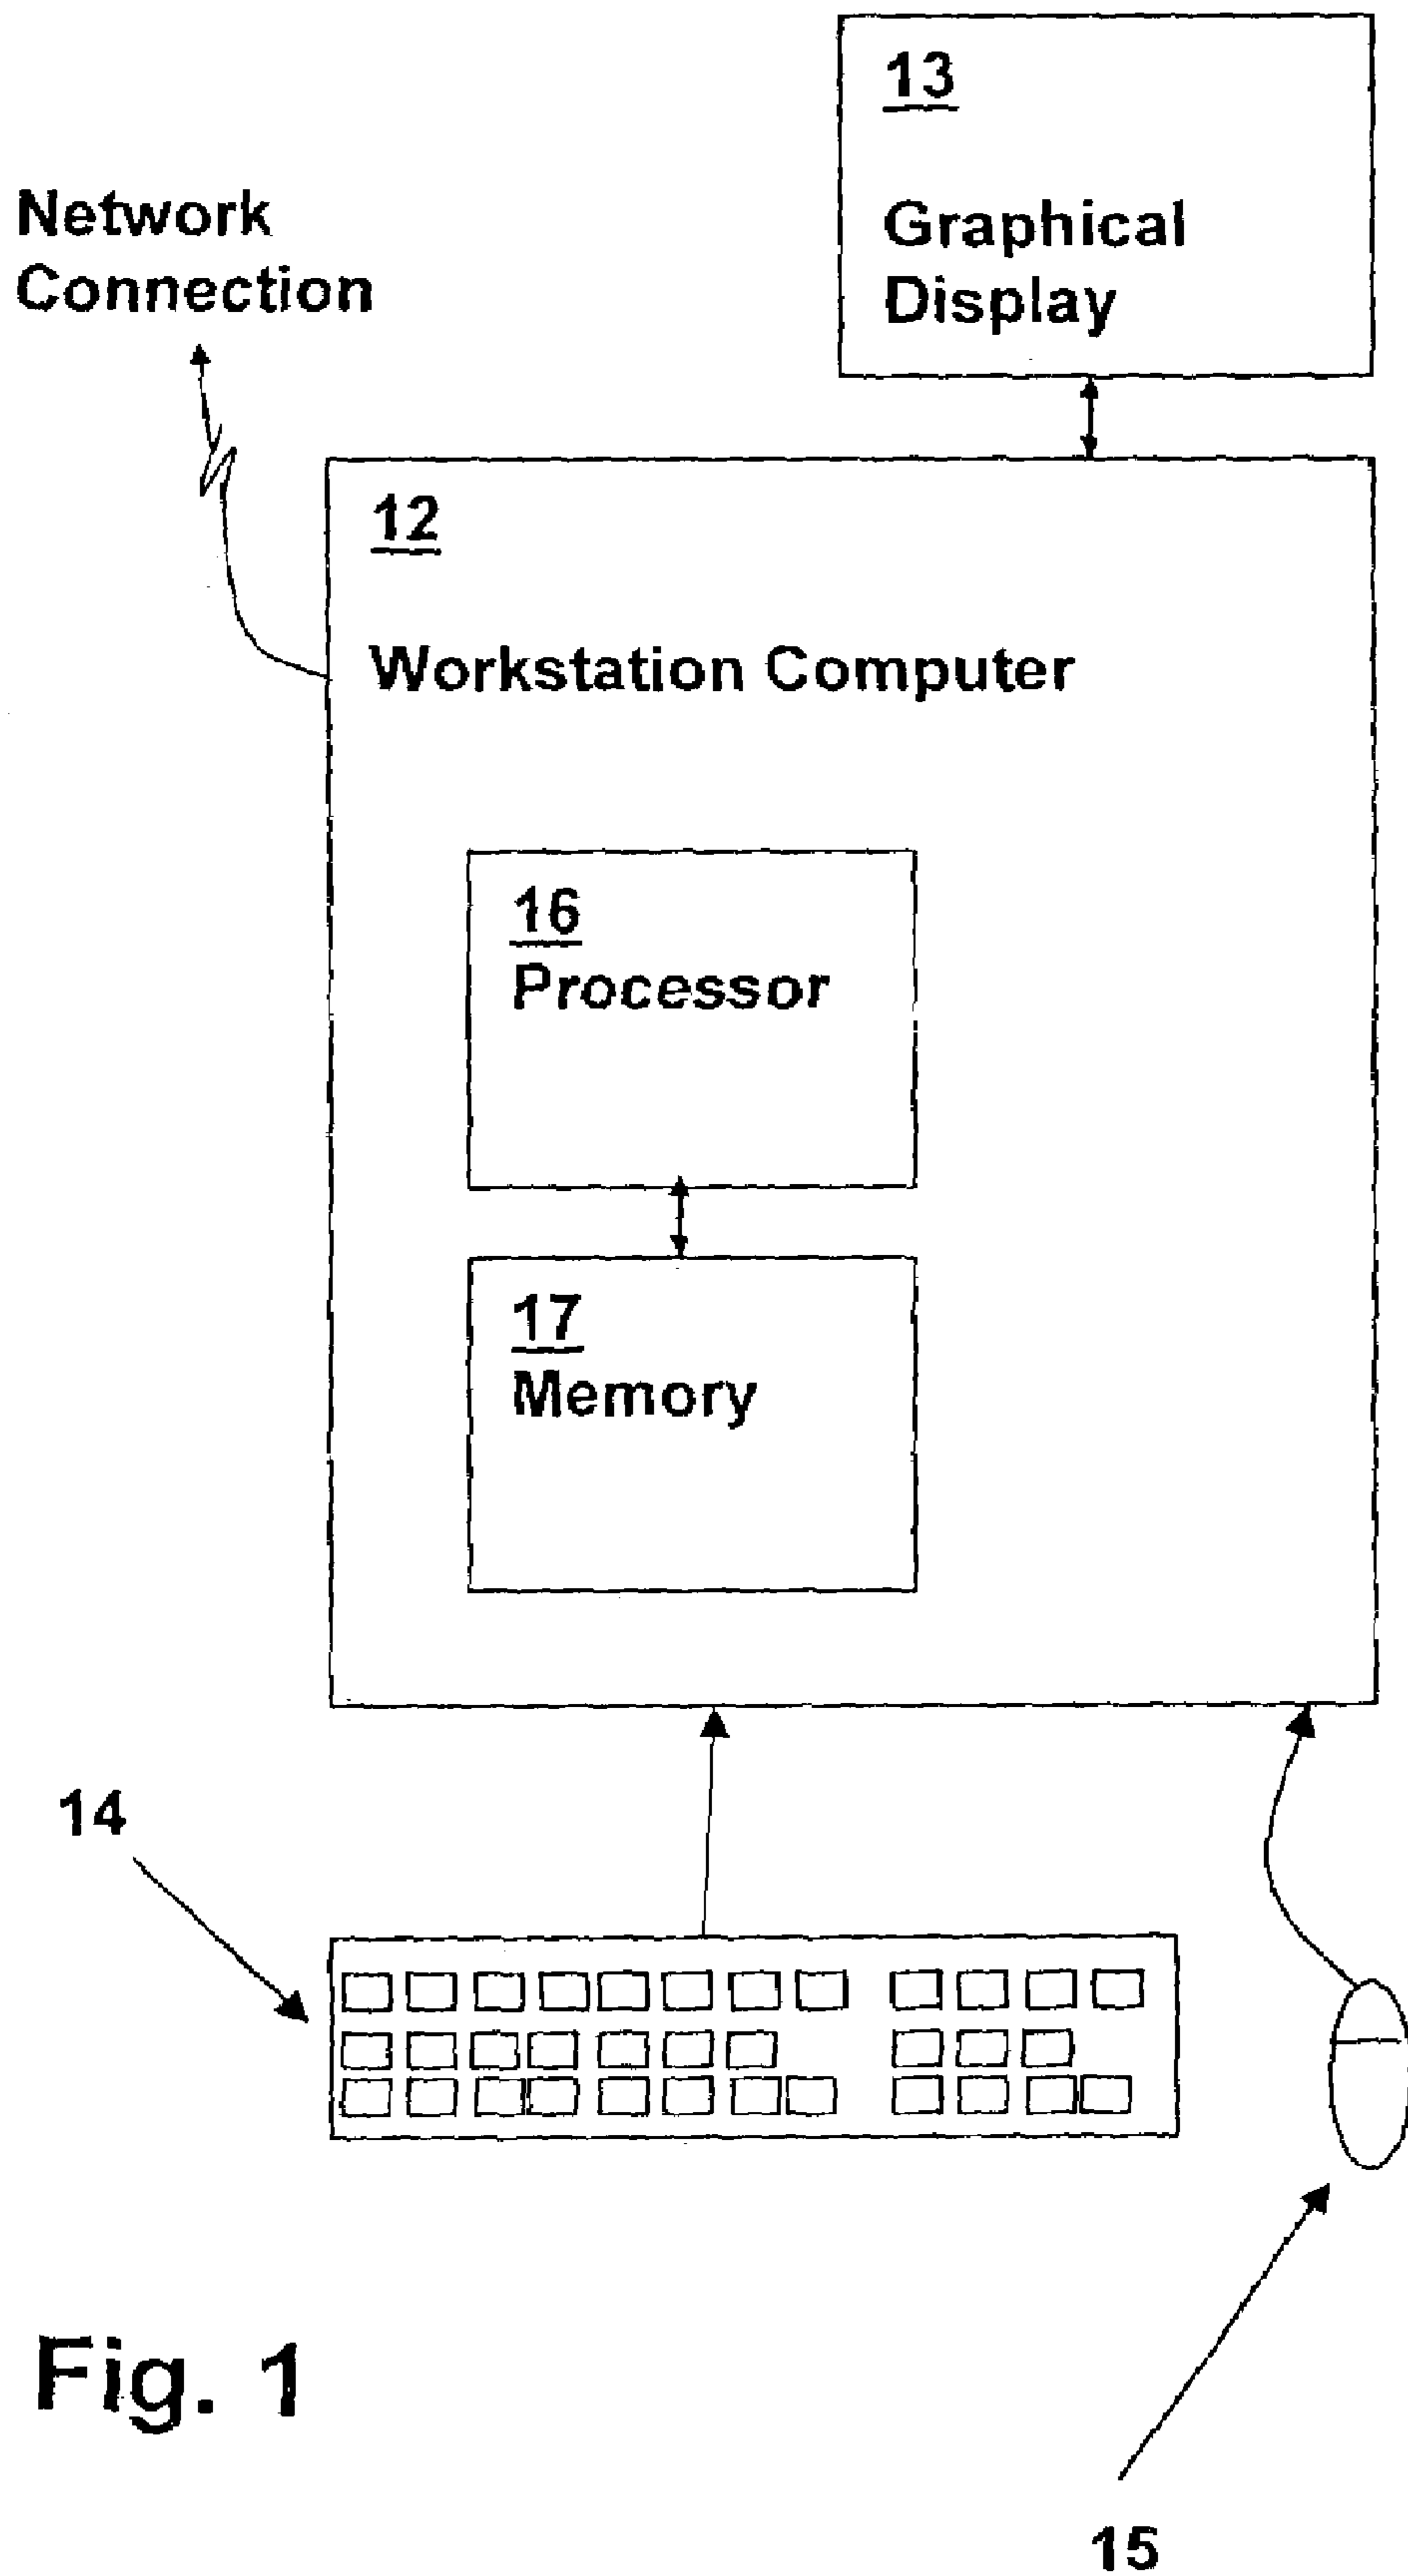 13
Graphical
Display
Network
Connection
12
Workstation Computer
16
Processor
17
Memory
14
Fig. 1
15